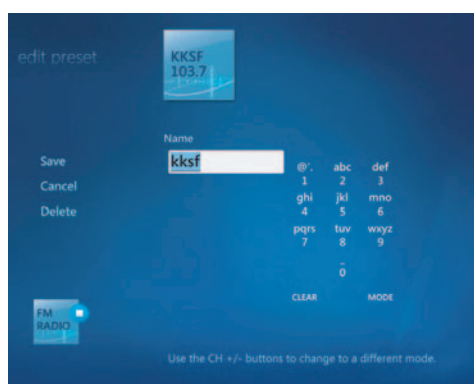 edit preset
KKSF
103.7
Name
kksf
Save
Cancel
Delete
@'. abc def
1 2 3
ghi jkl mno
4 5 6
pqrs tuv wxyz
7 8 9
_
0
CLEAR MODE
FM
RADIO
Use the CH +/- buttons to change to a different mode.